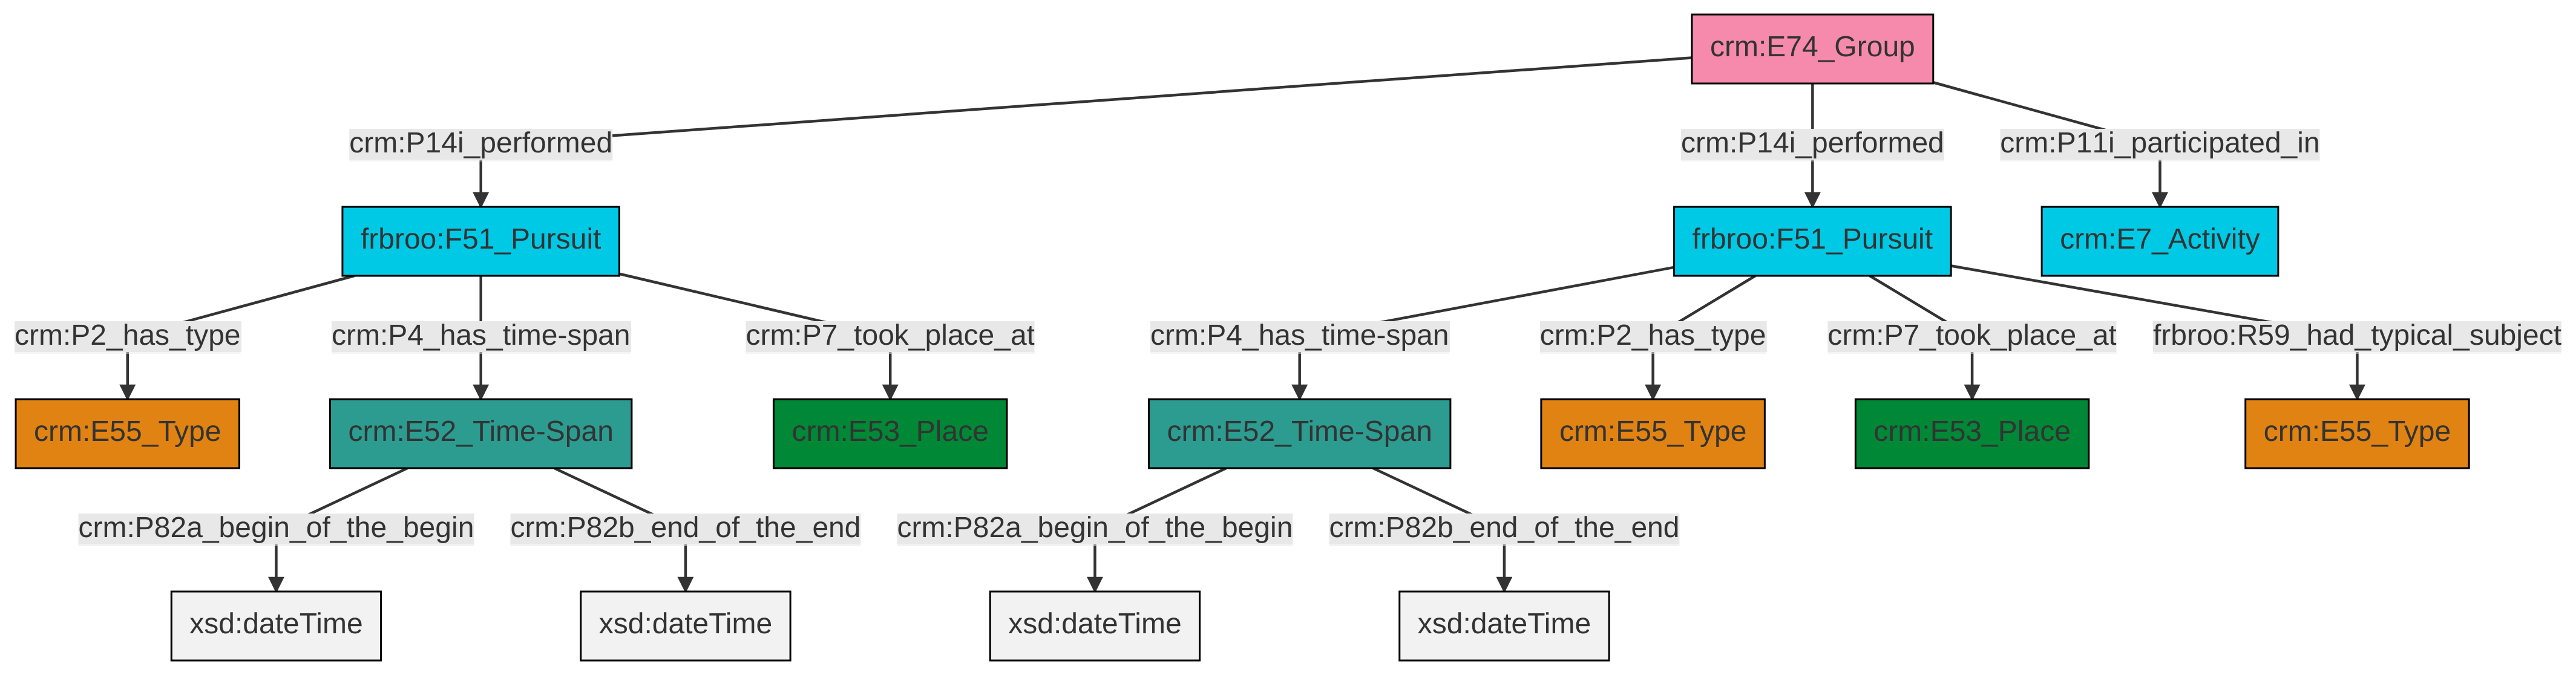 crm:E74_Group
crm:P14i_performed
crm:P14i_performed
crm:P11i_participated_in
frbroo:F51_Pursuit
frbroo:F51_Pursuit
crm:E7_Activity
crm:P2_has_type
crm:P4_has_time-span
crm:P7_took_place_at
crm:P4_has_time-span
crm:P2_has_type
crm:P7_took_place_at
frbroo:R59_had_typical_subject
crm:E55_Type
crm:E52_Time-Span
crm:E53_Place
crm:E52_Time-Span
crm:E55_Type
crm:E53_Place
crm:E55_Type
crm:P82a_begin_of_the_begin
crm:P82b_end_of_the_end
crm:P82a_begin_of_the_begin
crm:P82b_end_of_the_end
xsd:dateTime
xsd:dateTime
xsd:dateTime
xsd:dateTime